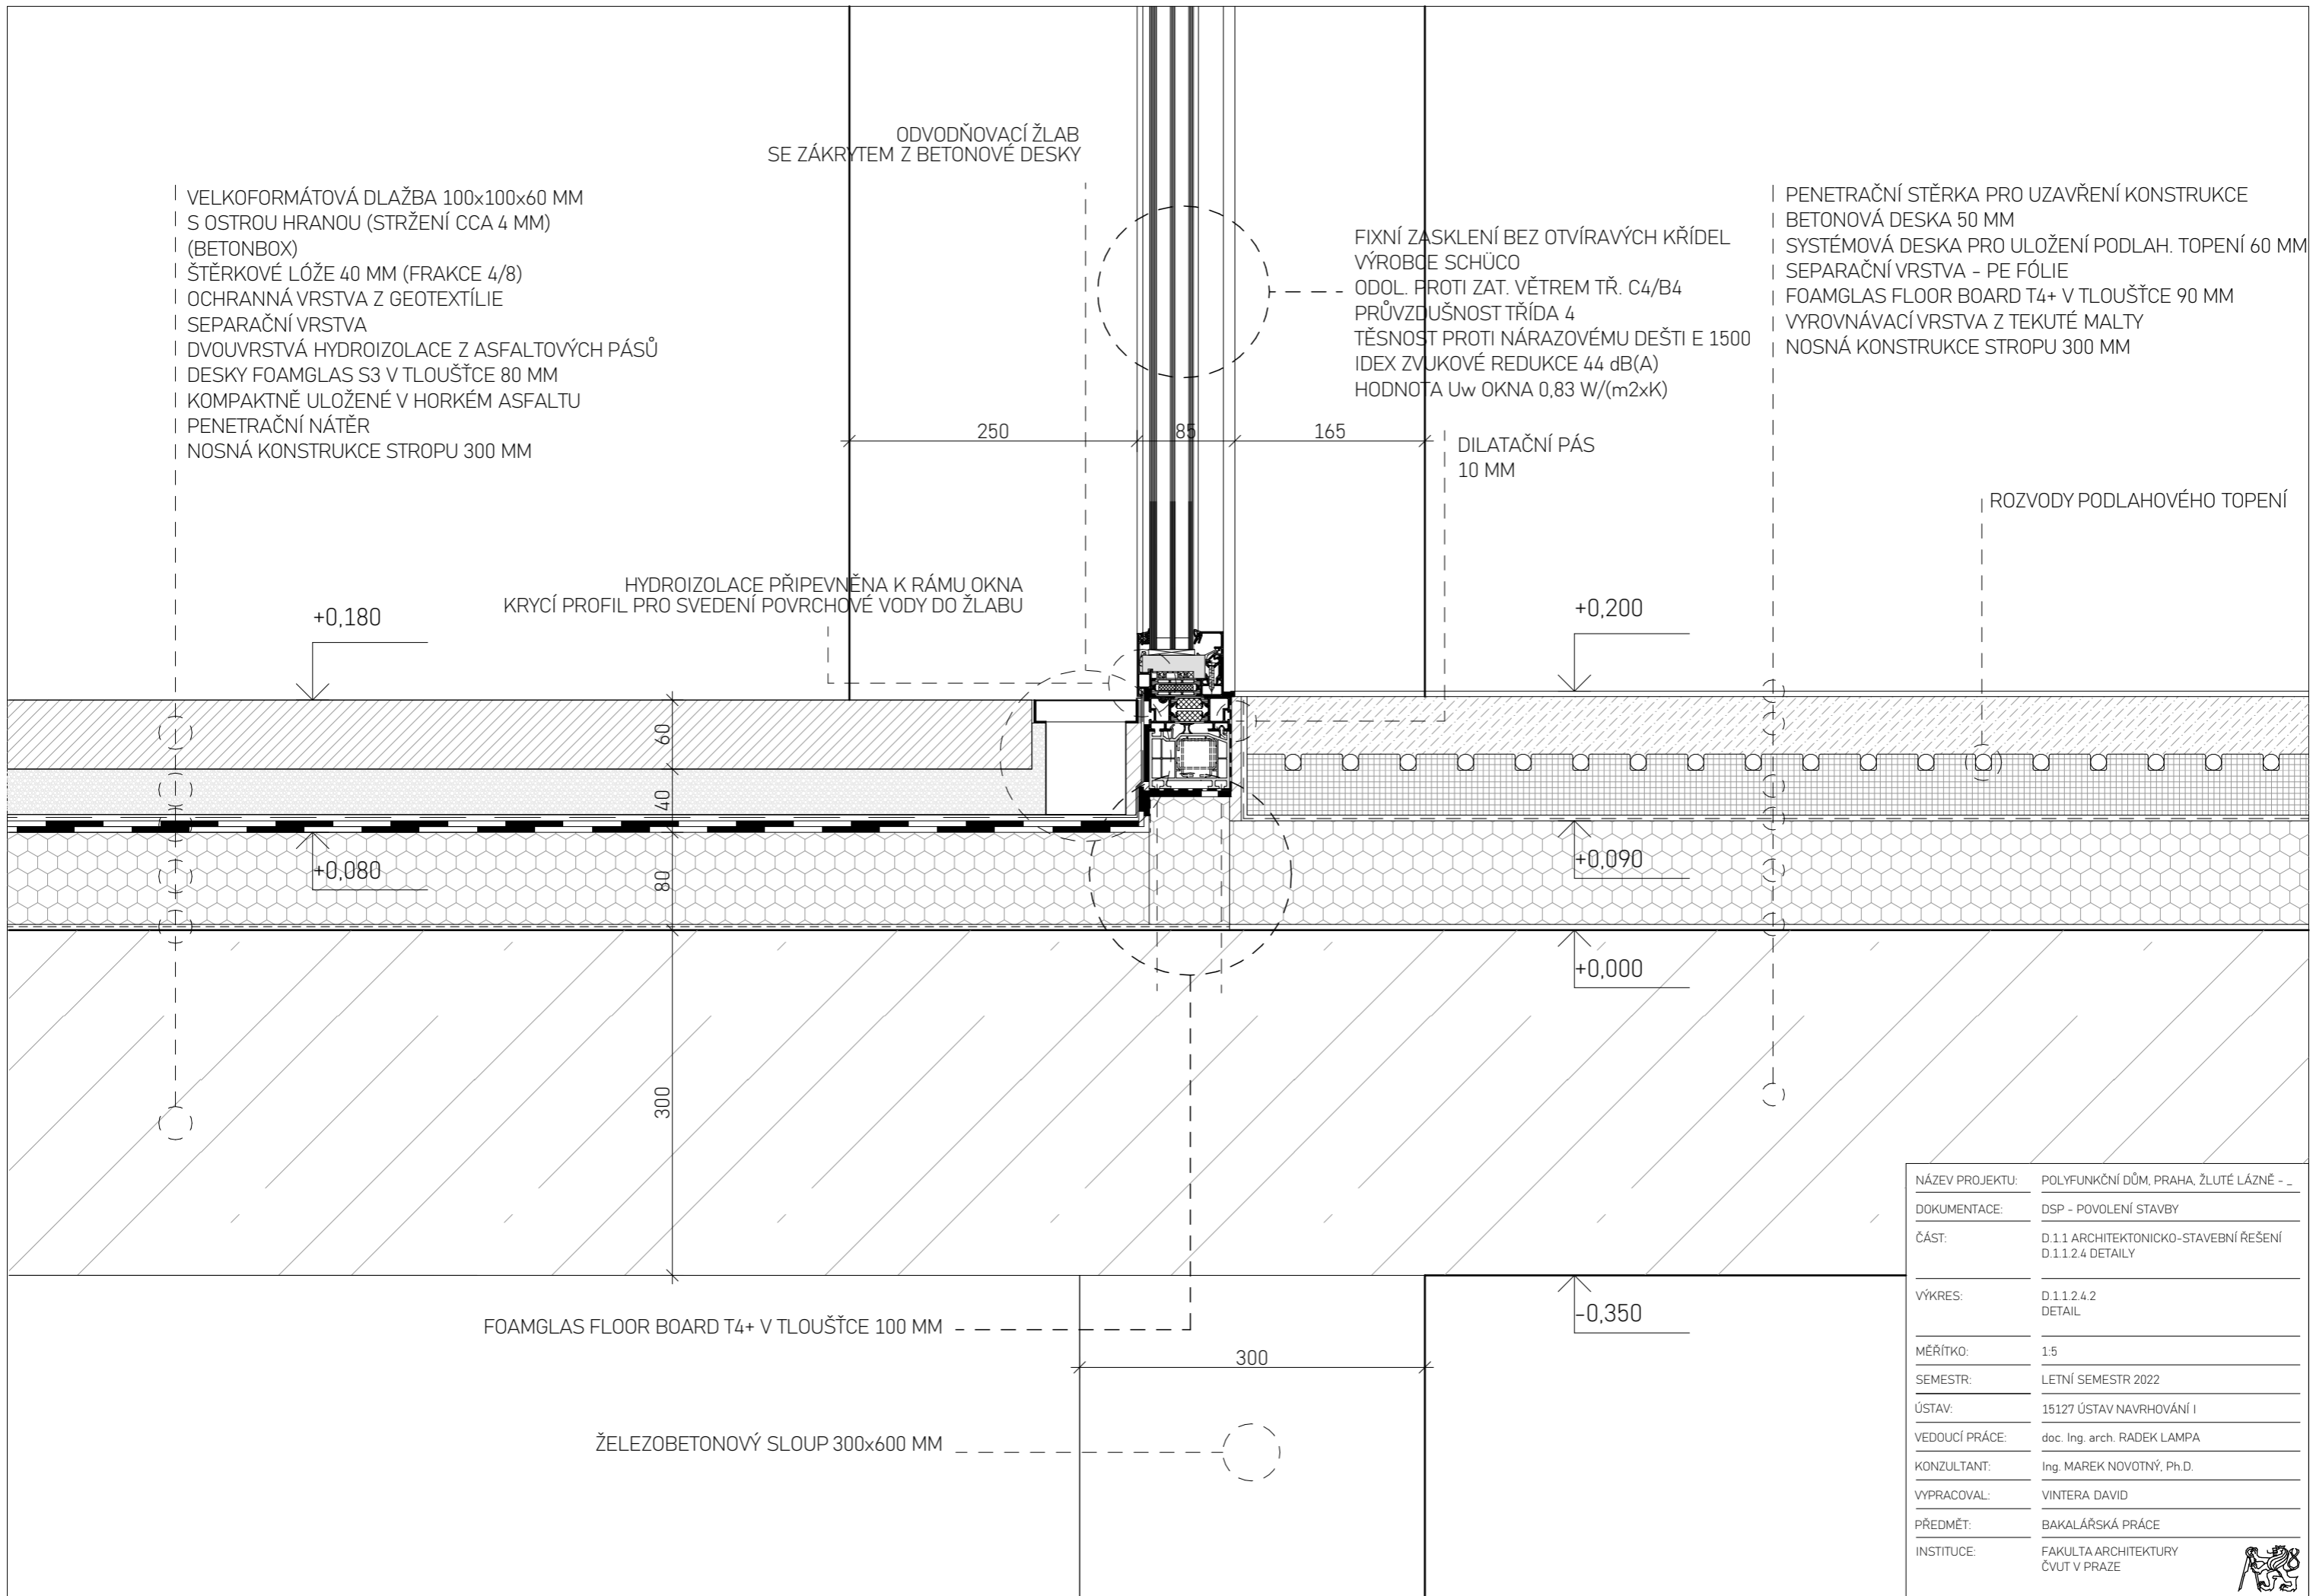 ODVODŇOVACÍ ŽLAB
SE ZÁKRYTEM Z BETONOVÉ DESKY
VELKOFORMÁTOVÁ DLAŽBA 100x100x60 MM
S OSTROU HRANOU (STRŽENÍ CCA 4 MM)
(BETONBOX)
ŠTĚRKOVÉ LÓŽE 40 MM (FRAKCE 4/8)
OCHRANNÁ VRSTVA Z GEOTEXTÍLIE
SEPARAČNÍ VRSTVA
DVOUVRSTVÁ HYDROIZOLACE Z ASFALTOVÝCH PÁSŮ
DESKY FOAMGLAS S3 V TLOUŠŤCE 80 MM
KOMPAKTNĚ ULOŽENÉ V HORKÉM ASFALTU
PENETRAČNÍ NÁTĚR
NOSNÁ KONSTRUKCE STROPU 300 MM
FIXNÍ ZASKLENÍ BEZ OTVÍRAVÝCH KŘÍDEL
VÝROBCE SCHÜCO
ODOL. PROTI ZAT. VĚTREM TŘ. C4/B4
PRŮVZDUŠNOST TŘÍDA 4
TĚSNOST PROTI NÁRAZOVÉMU DEŠTI E 1500
IDEX ZVUKOVÉ REDUKCE 44 dB(A)
HODNOTA Uw OKNA 0,83 W/(m2xK)
PENETRAČNÍ STĚRKA PRO UZAVŘENÍ KONSTRUKCE
BETONOVÁ DESKA 50 MM
SYSTÉMOVÁ DESKA PRO ULOŽENÍ PODLAH. TOPENÍ 60 MM
SEPARAČNÍ VRSTVA - PE FÓLIE
FOAMGLAS FLOOR BOARD T4+ V TLOUŠŤCE 90 MM
VYROVNÁVACÍ VRSTVA Z TEKUTÉ MALTY
NOSNÁ KONSTRUKCE STROPU 300 MM
250
85
165
DILATAČNÍ PÁS
10 MM
ROZVODY PODLAHOVÉHO TOPENÍ
HYDROIZOLACE PŘIPEVNĚNA K RÁMU OKNA
KRYCÍ PROFIL PRO SVEDENÍ POVRCHOVÉ VODY DO ŽLABU
+0,180
+0,200
60
40
80
300
+0,080
+0,090
+0,000
-0,350
FOAMGLAS FLOOR BOARD T4+ V TLOUŠŤCE 100 MM
300
ŽELEZOBETONOVÝ SLOUP 300x600 MM
NÁZEV PROJEKTU: POLYFUNKČNÍ DŮM, PRAHA, ŽLUTÉ LÁZNĚ - _
DOKUMENTACE: DSP - POVOLENÍ STAVBY
ČÁST: D.1.1 ARCHITEKTONICKO-STAVEBNÍ ŘEŠENÍ
D.1.1.2.4 DETAILY
VÝKRES: D.1.1.2.4.2
DETAIL
MĚŘÍTKO: 1:5
SEMESTR: LETNÍ SEMESTR 2022
ÚSTAV: 15127 ÚSTAV NAVRHOVÁNÍ I
VEDOUCÍ PRÁCE: doc. Ing. arch. RADEK LAMPA
KONZULTANT: Ing. MAREK NOVOTNÝ, Ph.D.
VYPRACOVAL: VINTERA DAVID
PŘEDMĚT: BAKALÁŘSKÁ PRÁCE
INSTITUCE: FAKULTA ARCHITEKTURY
ČVUT V PRAZE